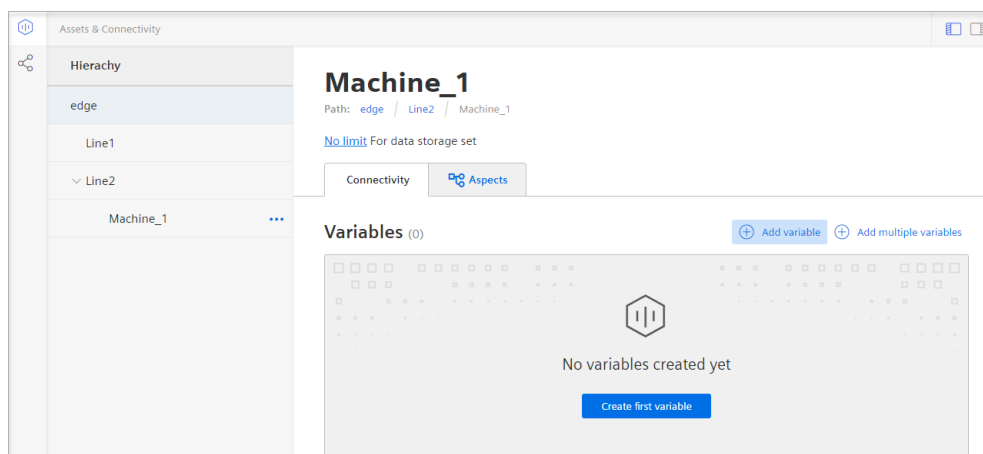 Assets & Connectivity
Hierachy
edge
Line1
Line2
Machine_1
Machine_1
Path: edge / Line2 / Machine_1
No limit For data storage set
Connectivity Aspects
Variables (0) Add variable Add multiple variables
No variables created yet
Create first variable